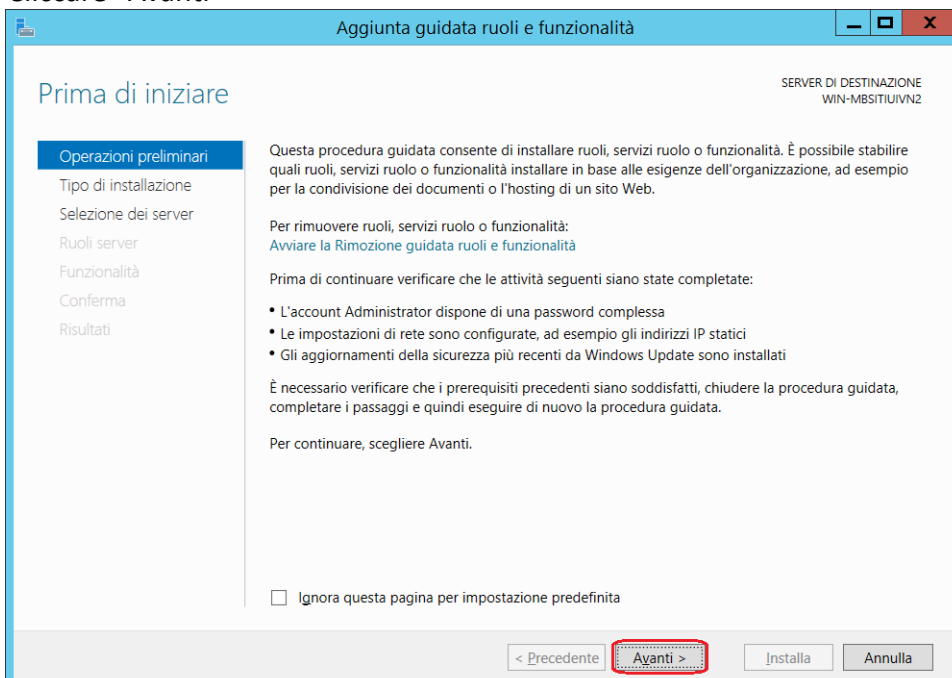 Cliccare "Avanti"
Aggiunta guidata ruoli e funzionalità
Prima di iniziare
SERVER DI DESTINAZIONE
WIN-MBSITIUIVN2
Operazioni preliminari
Tipo di installazione
Selezione dei server
Ruoli server
Funzionalità
Conferma
Risultati
Questa procedura guidata consente di installare ruoli, servizi ruolo o funzionalità. È possibile stabilire
quali ruoli, servizi ruolo o funzionalità installare in base alle esigenze dell'organizzazione, ad esempio
per la condivisione dei documenti o l'hosting di un sito Web.
Per rimuovere ruoli, servizi ruolo o funzionalità:
Avviare la Rimozione guidata ruoli e funzionalità
Prima di continuare verificare che le attività seguenti siano state completate:
• L'account Administrator dispone di una password complessa
• Le impostazioni di rete sono configurate, ad esempio gli indirizzi IP statici
• Gli aggiornamenti della sicurezza più recenti da Windows Update sono installati
È necessario verificare che i prerequisiti precedenti siano soddisfatti, chiudere la procedura guidata,
completare i passaggi e quindi eseguire di nuovo la procedura guidata.
Per continuare, scegliere Avanti.
Ignora questa pagina per impostazione predefinita
< Precedente Avanti > Installa Annulla